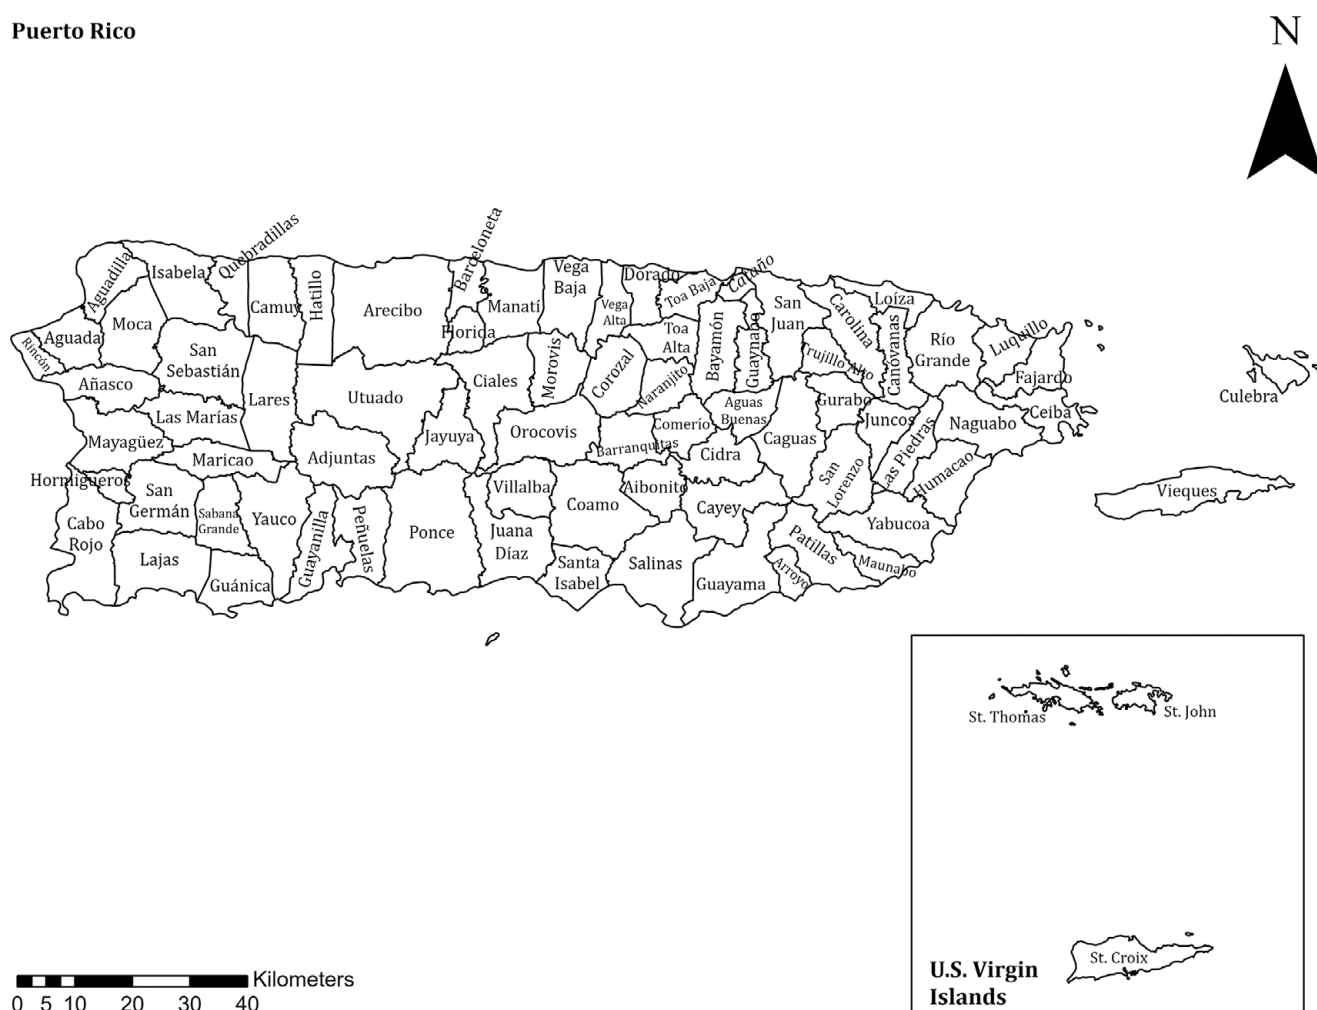 Puerto Rico
N
Quebradillas
Barceloneta
Aguadilla
Isabela
Camuy
Hatillo
Arecibo
Manatí
Vega
Baja
Vega
Alta
Dorado
Toa Baja
Cataño
San
Juan
Carolina
Loíza
Canóvanas
Río
Grande
Luquillo
Fajardo
Ceiba
Culebra
Vieques
Rincón
Aguada
Moca
San
Sebastián
Añasco
Las Marías
Lares
Utuado
Florida
Ciales
Morovis
Corozal
Toa
Alta
Naranjito
Bayamón
Guaynabo
Trujillo Alto
Gurabo
Juncos
Las Piedras
Naguabo
Humacao
Mayagüez
Maricao
Adjuntas
Jayuya
Orocovis
Barranquitas
Comerío
Aguas
Buenas
Cidra
Caguas
San
Lorenzo
Hormigueros
San
Germán
Sabana
Grande
Yauco
Guayanilla
Peñuelas
Ponce
Villalba
Juana
Díaz
Coamo
Aibonito
Cayey
Yabucoa
Cabo
Rojo
Lajas
Guánica
Santa
Isabel
Salinas
Guayama
Arroyo
Patillas
Maunabo
St. Thomas
St. John
St. Croix
U.S. Virgin
Islands
Kilometers
0 5 10 20 30 40